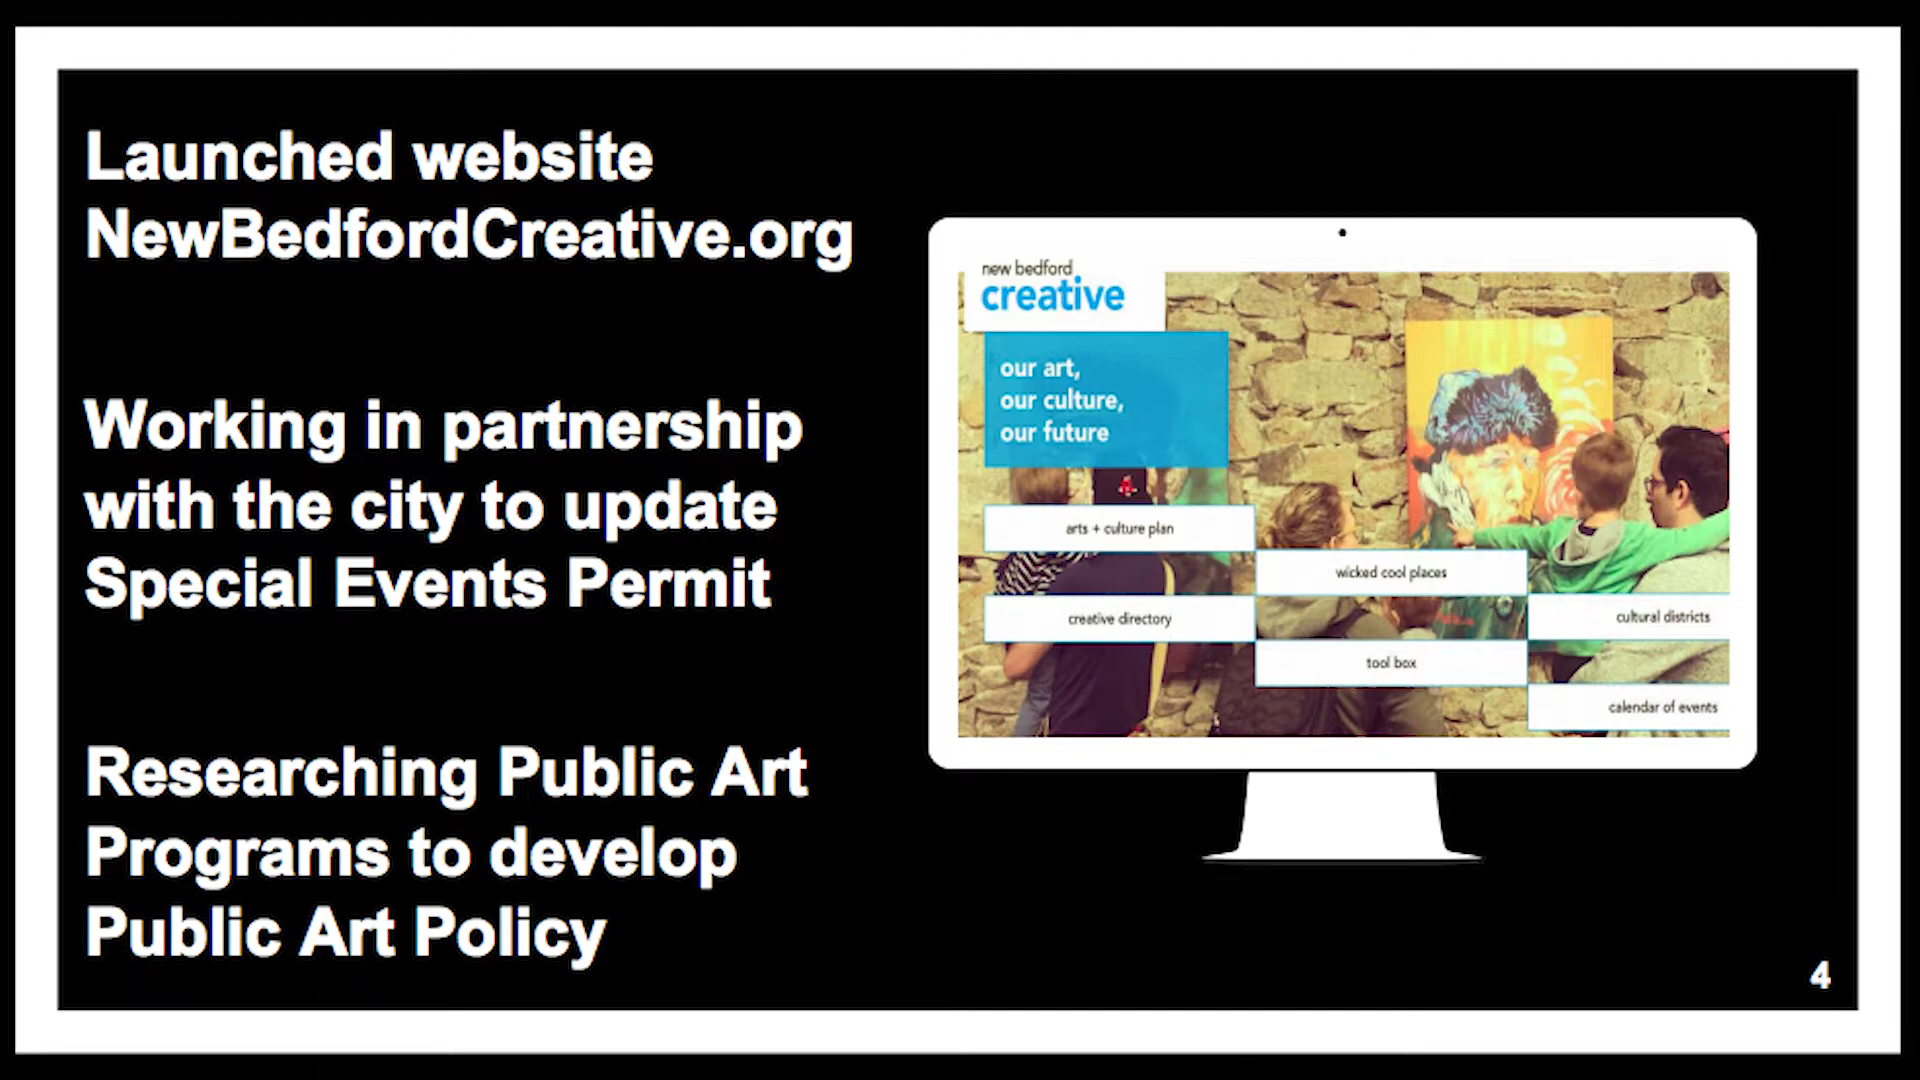 Launched website
NewBedfordCreative.org
Working in partnership
with the city to update
Special Events Permit
Researching Public Art
Programs to develop
Public Art Policy
new bedford
creative
our art,
our culture,
our future
arts + culture plan
wicked cool places
creative directory
cultural districts
tool box
calendar of events
4